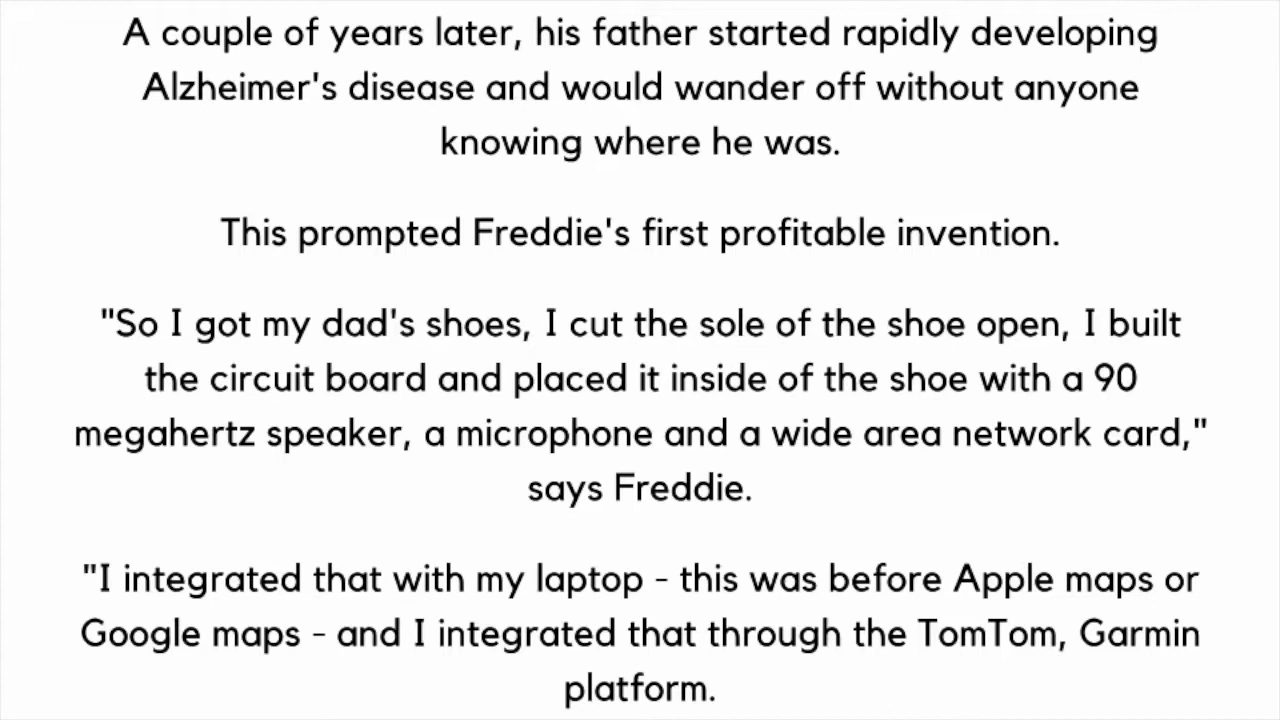 A couple of years later, his father started rapidly developing
Alzheimer's disease and would wander off without anyone
knowing where he was.
This prompted Freddie's first profitable invention.
"So I got my dad's shoes, I cut the sole of the shoe open, I built
the circuit board and placed it inside of the shoe with a 90
megahertz speaker, a microphone and a wide area network card,"
says Freddie.
"I integrated that with my laptop - this was before Apple maps or
Google maps - and I integrated that through the TomTom, Garmin
platform.